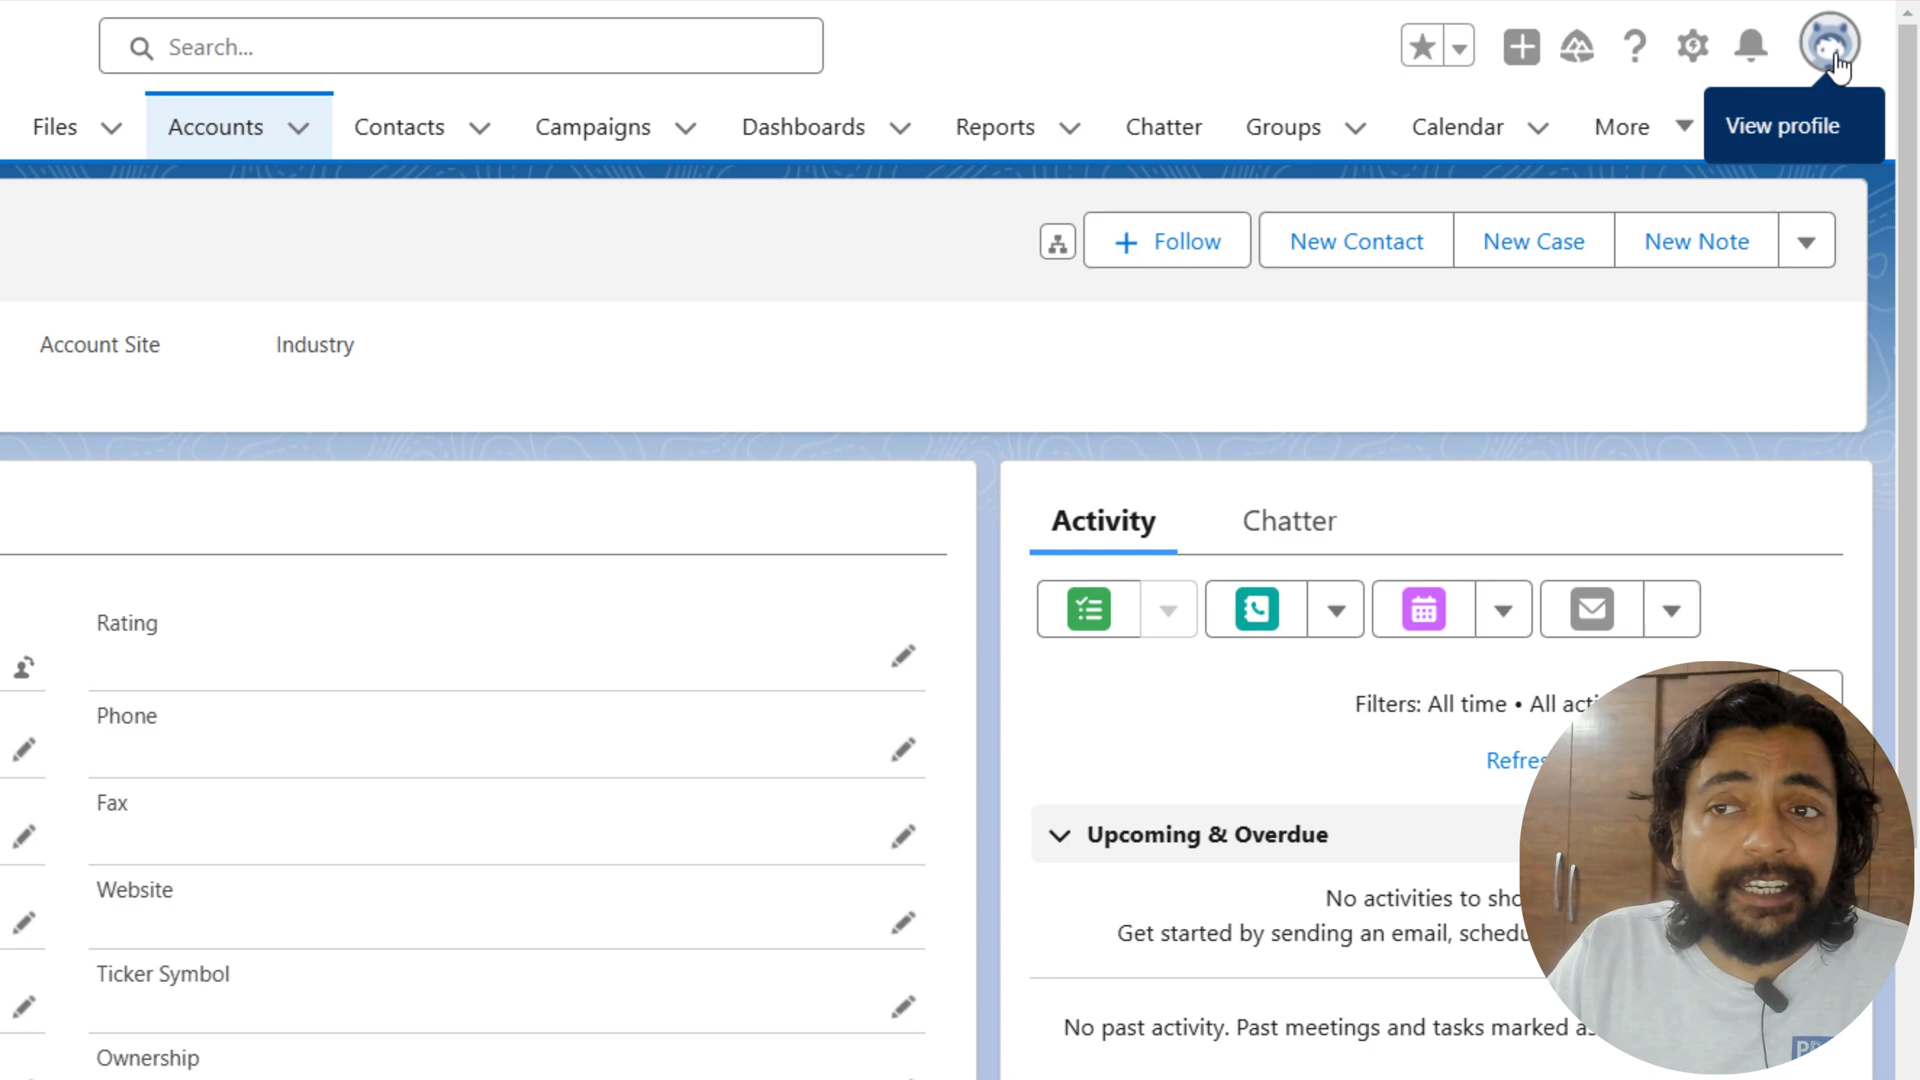 Search...
Files Accounts Contacts Campaigns Dashboards Reports Chatter Groups Calendar More View profile
Follow New Contact New Case New Note
Account Site Industry
Activity Chatter
Rating
Phone
Fax
Website
Ticker Symbol
Ownership
Filters: All time • All acti
Refres
Upcoming & Overdue
No activities to sho
Get started by sending an email, schedu
No past activity. Past meetings and tasks marked as